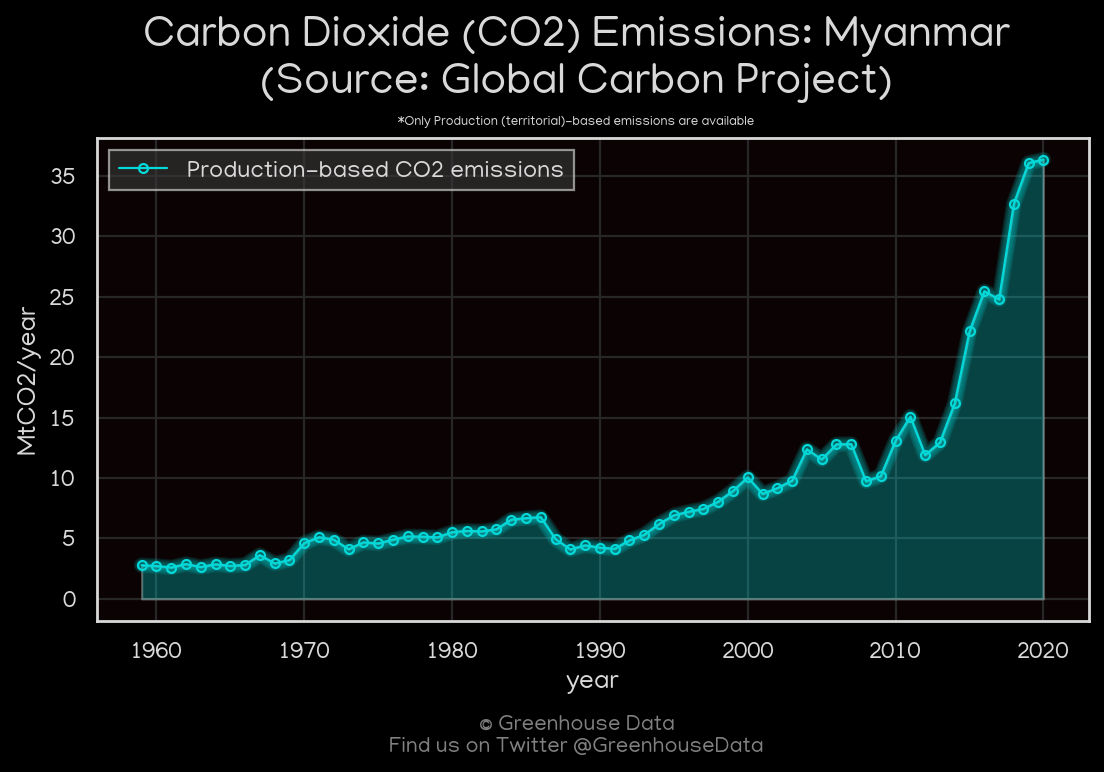 Carbon Dioxide (CO2) Emissions: Myanmar
(Source: Global Carbon Project)
*Only Production (territorial)-based emissions are available
Production-based CO2 emissions
MtCO2/year
35
30
25
20
15
10
5
0
1960 1970 1980 1990 2000 2010 2020
year
© Greenhouse Data
Find us on Twitter @GreenhouseData